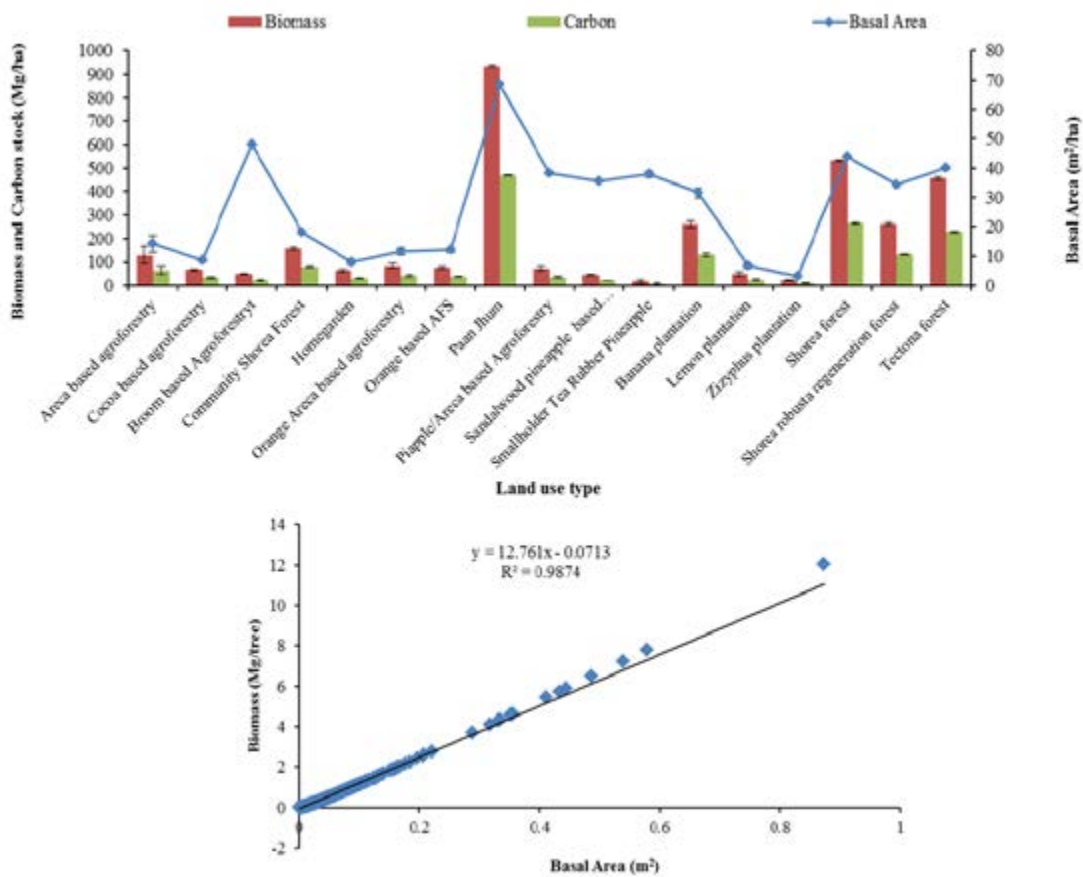 Biomass Carbon Basal Area
Biomass and Carbon stock (Mg/ha)
1000
900
800
700
600
500
400
300
200
100
0
80
70
60
50
40
30
20
10
0
Basal Area (m²/ha)
Areca based agroforestry
Cocoa based agroforestry
Broom based Agroforestryt
Community Shorea Forest
Homegarden
Orange Areca based agroforestry
Orange based AFS
Paan Jhum
Piapple/Areca based Agroforestry
Sandalwood pineapple based…
Smallholder Tea Rubber Pineapple
Banana plantation
Lemon plantation
Zizyphus plantation
Shorea forest
Shorea robusta regeneration forest
Tectona forest
Land use type
y = 12.761x - 0.0713
R² = 0.9874
Biomass (Mg/tree)
14
12
10
8
6
4
2
0
-2
0 0.2 0.4 0.6 0.8 1
Basal Area (m²)